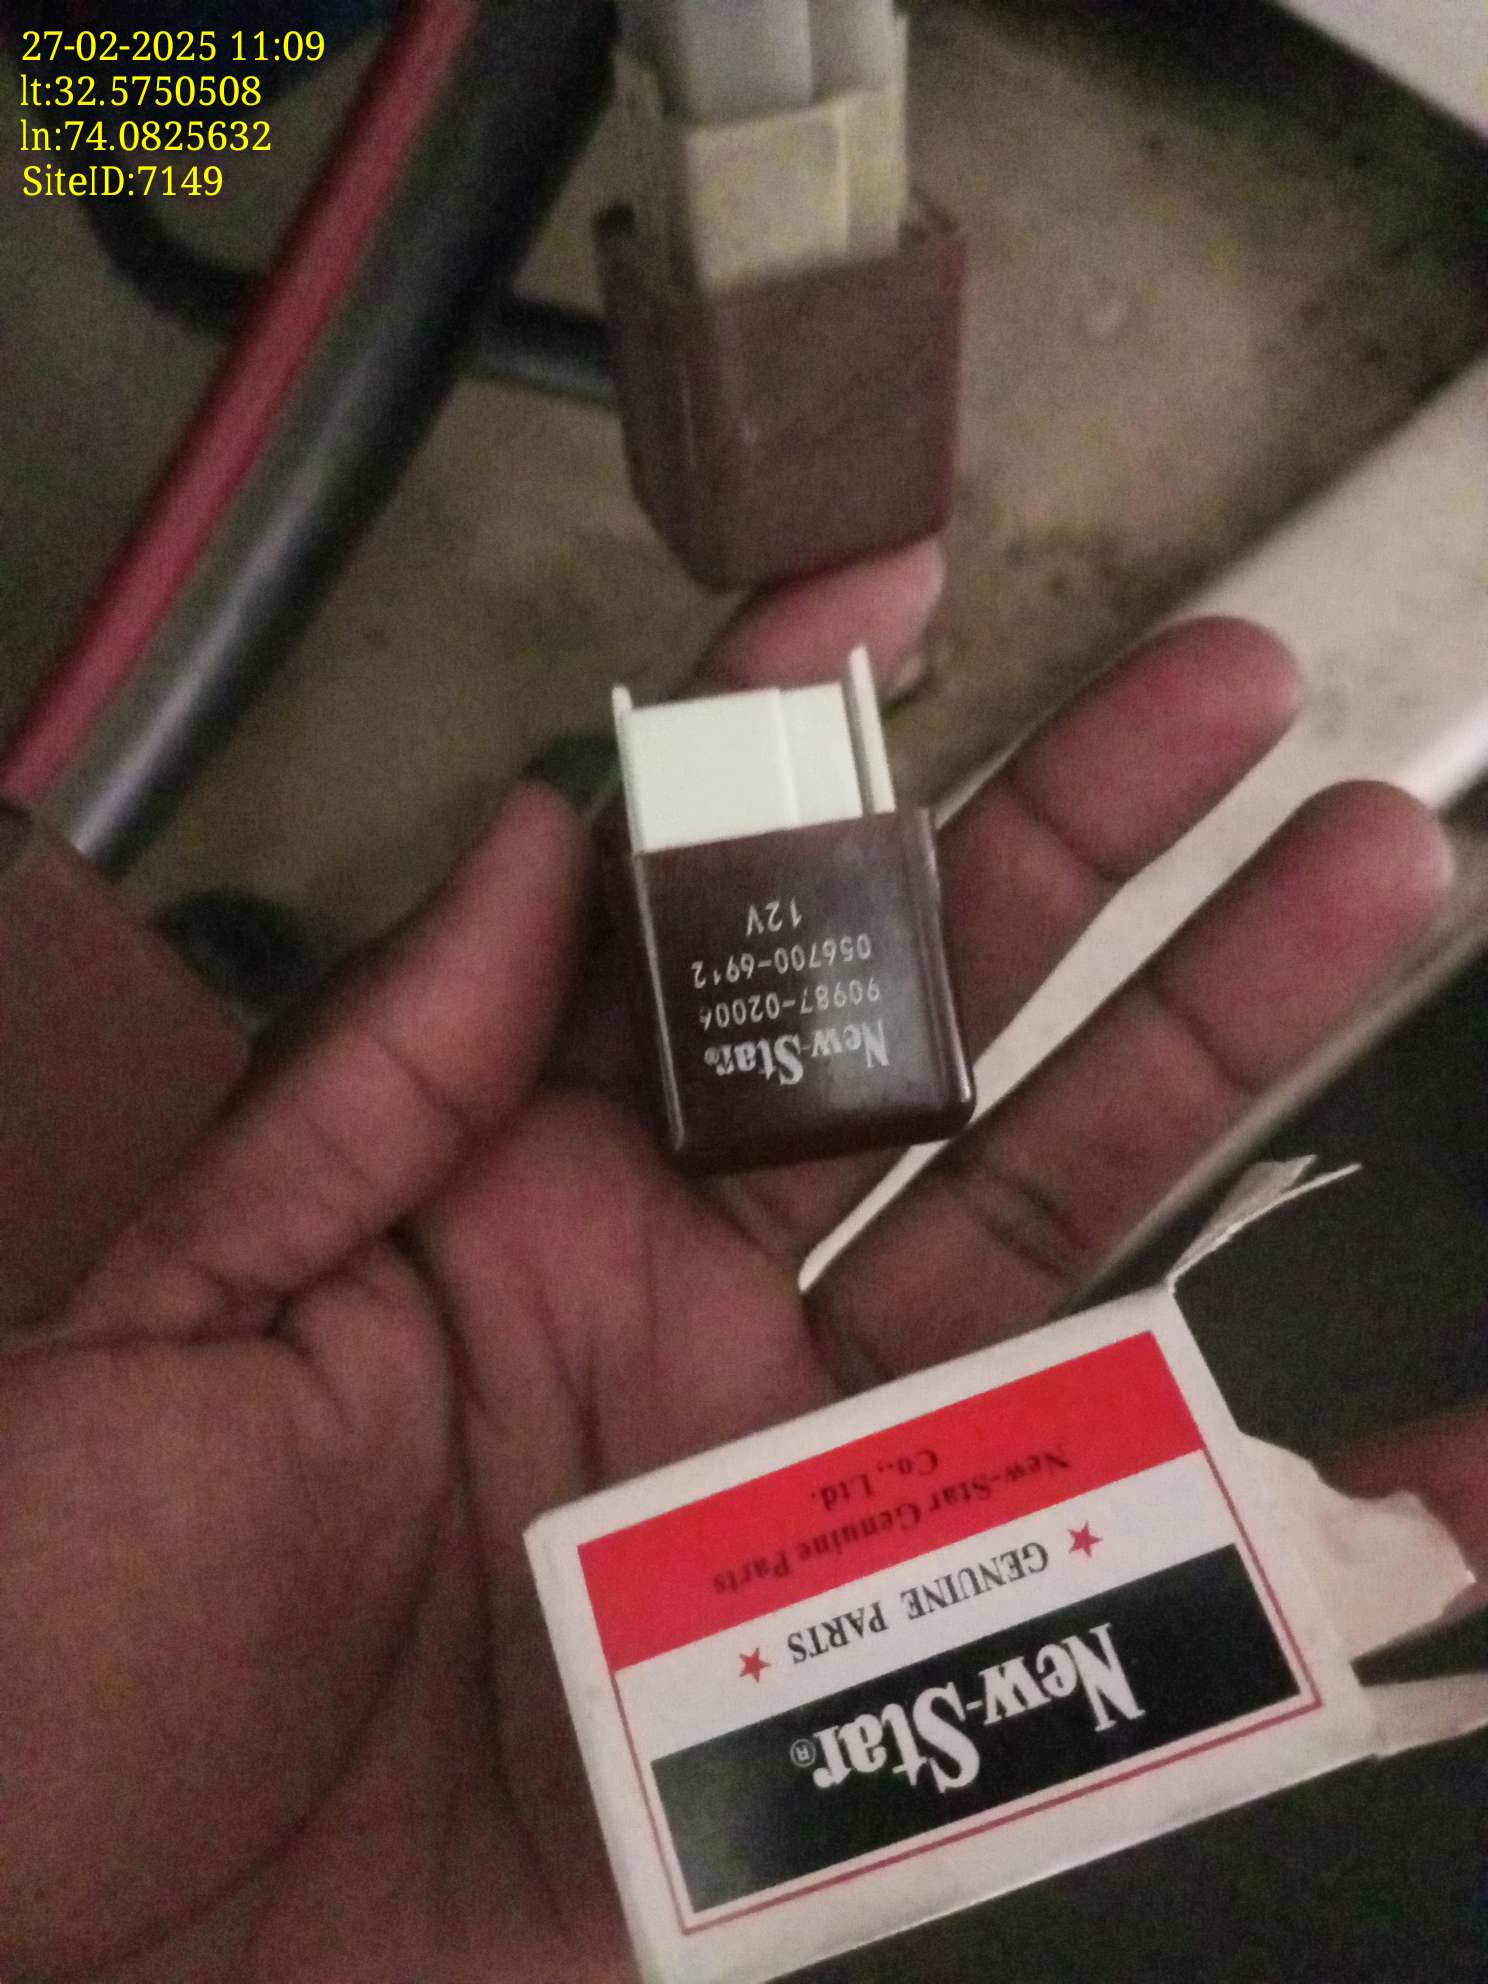 27-02-2025 11:09
lt:32.5750508
ln:74.0825632
SiteID:7149
New-Star®
90987-02006
056700-6912
12V
New-Star®
★ GENUINE PARTS ★
New-Star Genuine Parts
Co., Ltd.